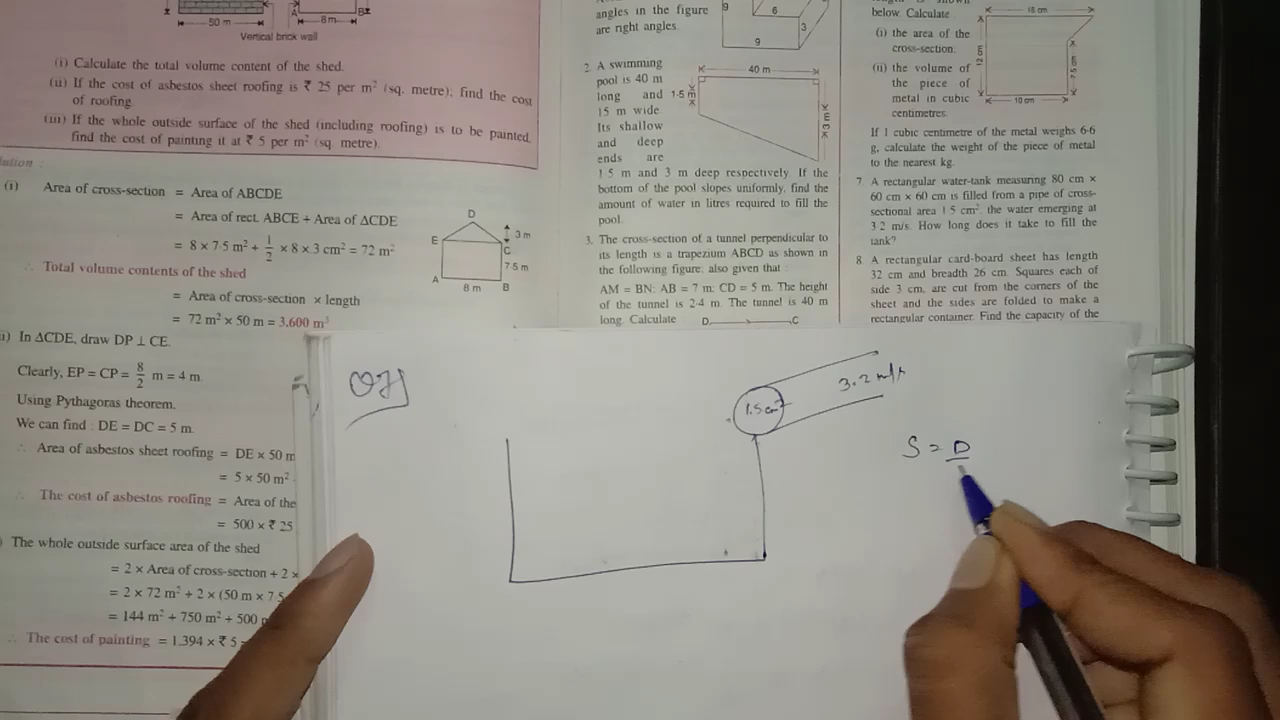 50 m
A
8m
B
Vertical brick wall
(i) Calculate the total volume content of the shed.
(ii) If the cost of asbestos sheet roofing is ₹ 25 per m² (sq. metre); find the cost
of roofing.
(iii) If the whole outside surface of the shed (including roofing) is to be painted,
find the cost of painting it at ₹ 5 per m² (sq. metre).
lution :
(i) Area of cross-section = Area of ABCDE
= Area of rect. ABCE + Area of ΔCDE
= 8 × 7·5 m² + 1/2 × 8 × 3 cm² = 72 m²
∴ Total volume contents of the shed
= Area of cross-section × length
= 72 m² × 50 m = 3,600 m³
D
E
3 m
C
7·5 m
A
8 m
B
i) In ΔCDE, draw DP ⊥ CE.
Clearly, EP = CP = 8/2 m = 4 m.
Using Pythagoras theorem.
We can find : DE = DC = 5 m.
∴ Area of asbestos sheet roofing = DE × 50 m
= 5 × 50 m²
∴ The cost of asbestos roofing = Area of the
= 500 × ₹ 25
) The whole outside surface area of the shed
= 2 × Area of cross-section + 2 ×
= 2 × 72 m² + 2 × (50 m × 7.5
= 144 m² + 750 m² + 500
∴ The cost of painting = 1,394 × ₹ 5
angles in the figure
are right angles.
9
6
3
9
2. A swimming
pool is 40 m
long and
15 m wide
Its shallow
and deep
ends are
1·5 m and 3 m deep respectively. If the
bottom of the pool slopes uniformly, find the
amount of water in litres required to fill the
pool.
40 m
1·5 m
3 m
3. The cross-section of a tunnel perpendicular to
its length is a trapezium ABCD as shown in
the following figure; also given that :
AM = BN; AB = 7 m; CD = 5 m. The height
of the tunnel is 2·4 m. The tunnel is 40 m
long. Calculate
D
C
below. Calculate
(i) the area of the
cross-section.
(ii) the volume of
the piece of
metal in cubic
centimetres.
12 cm
7·5 cm
10 cm
If 1 cubic centimetre of the metal weighs 6·6
g, calculate the weight of the piece of metal
to the nearest kg.
7. A rectangular water-tank measuring 80 cm ×
60 cm × 60 cm is filled from a pipe of cross-
sectional area 1·5 cm², the water emerging at
3·2 m/s. How long does it take to fill the
tank?
8. A rectangular card-board sheet has length
32 cm and breadth 26 cm. Squares each of
side 3 cm, are cut from the corners of the
sheet and the sides are folded to make a
rectangular container. Find the capacity of the
Q7]
1.5cm²
3.2 m/s
S = D